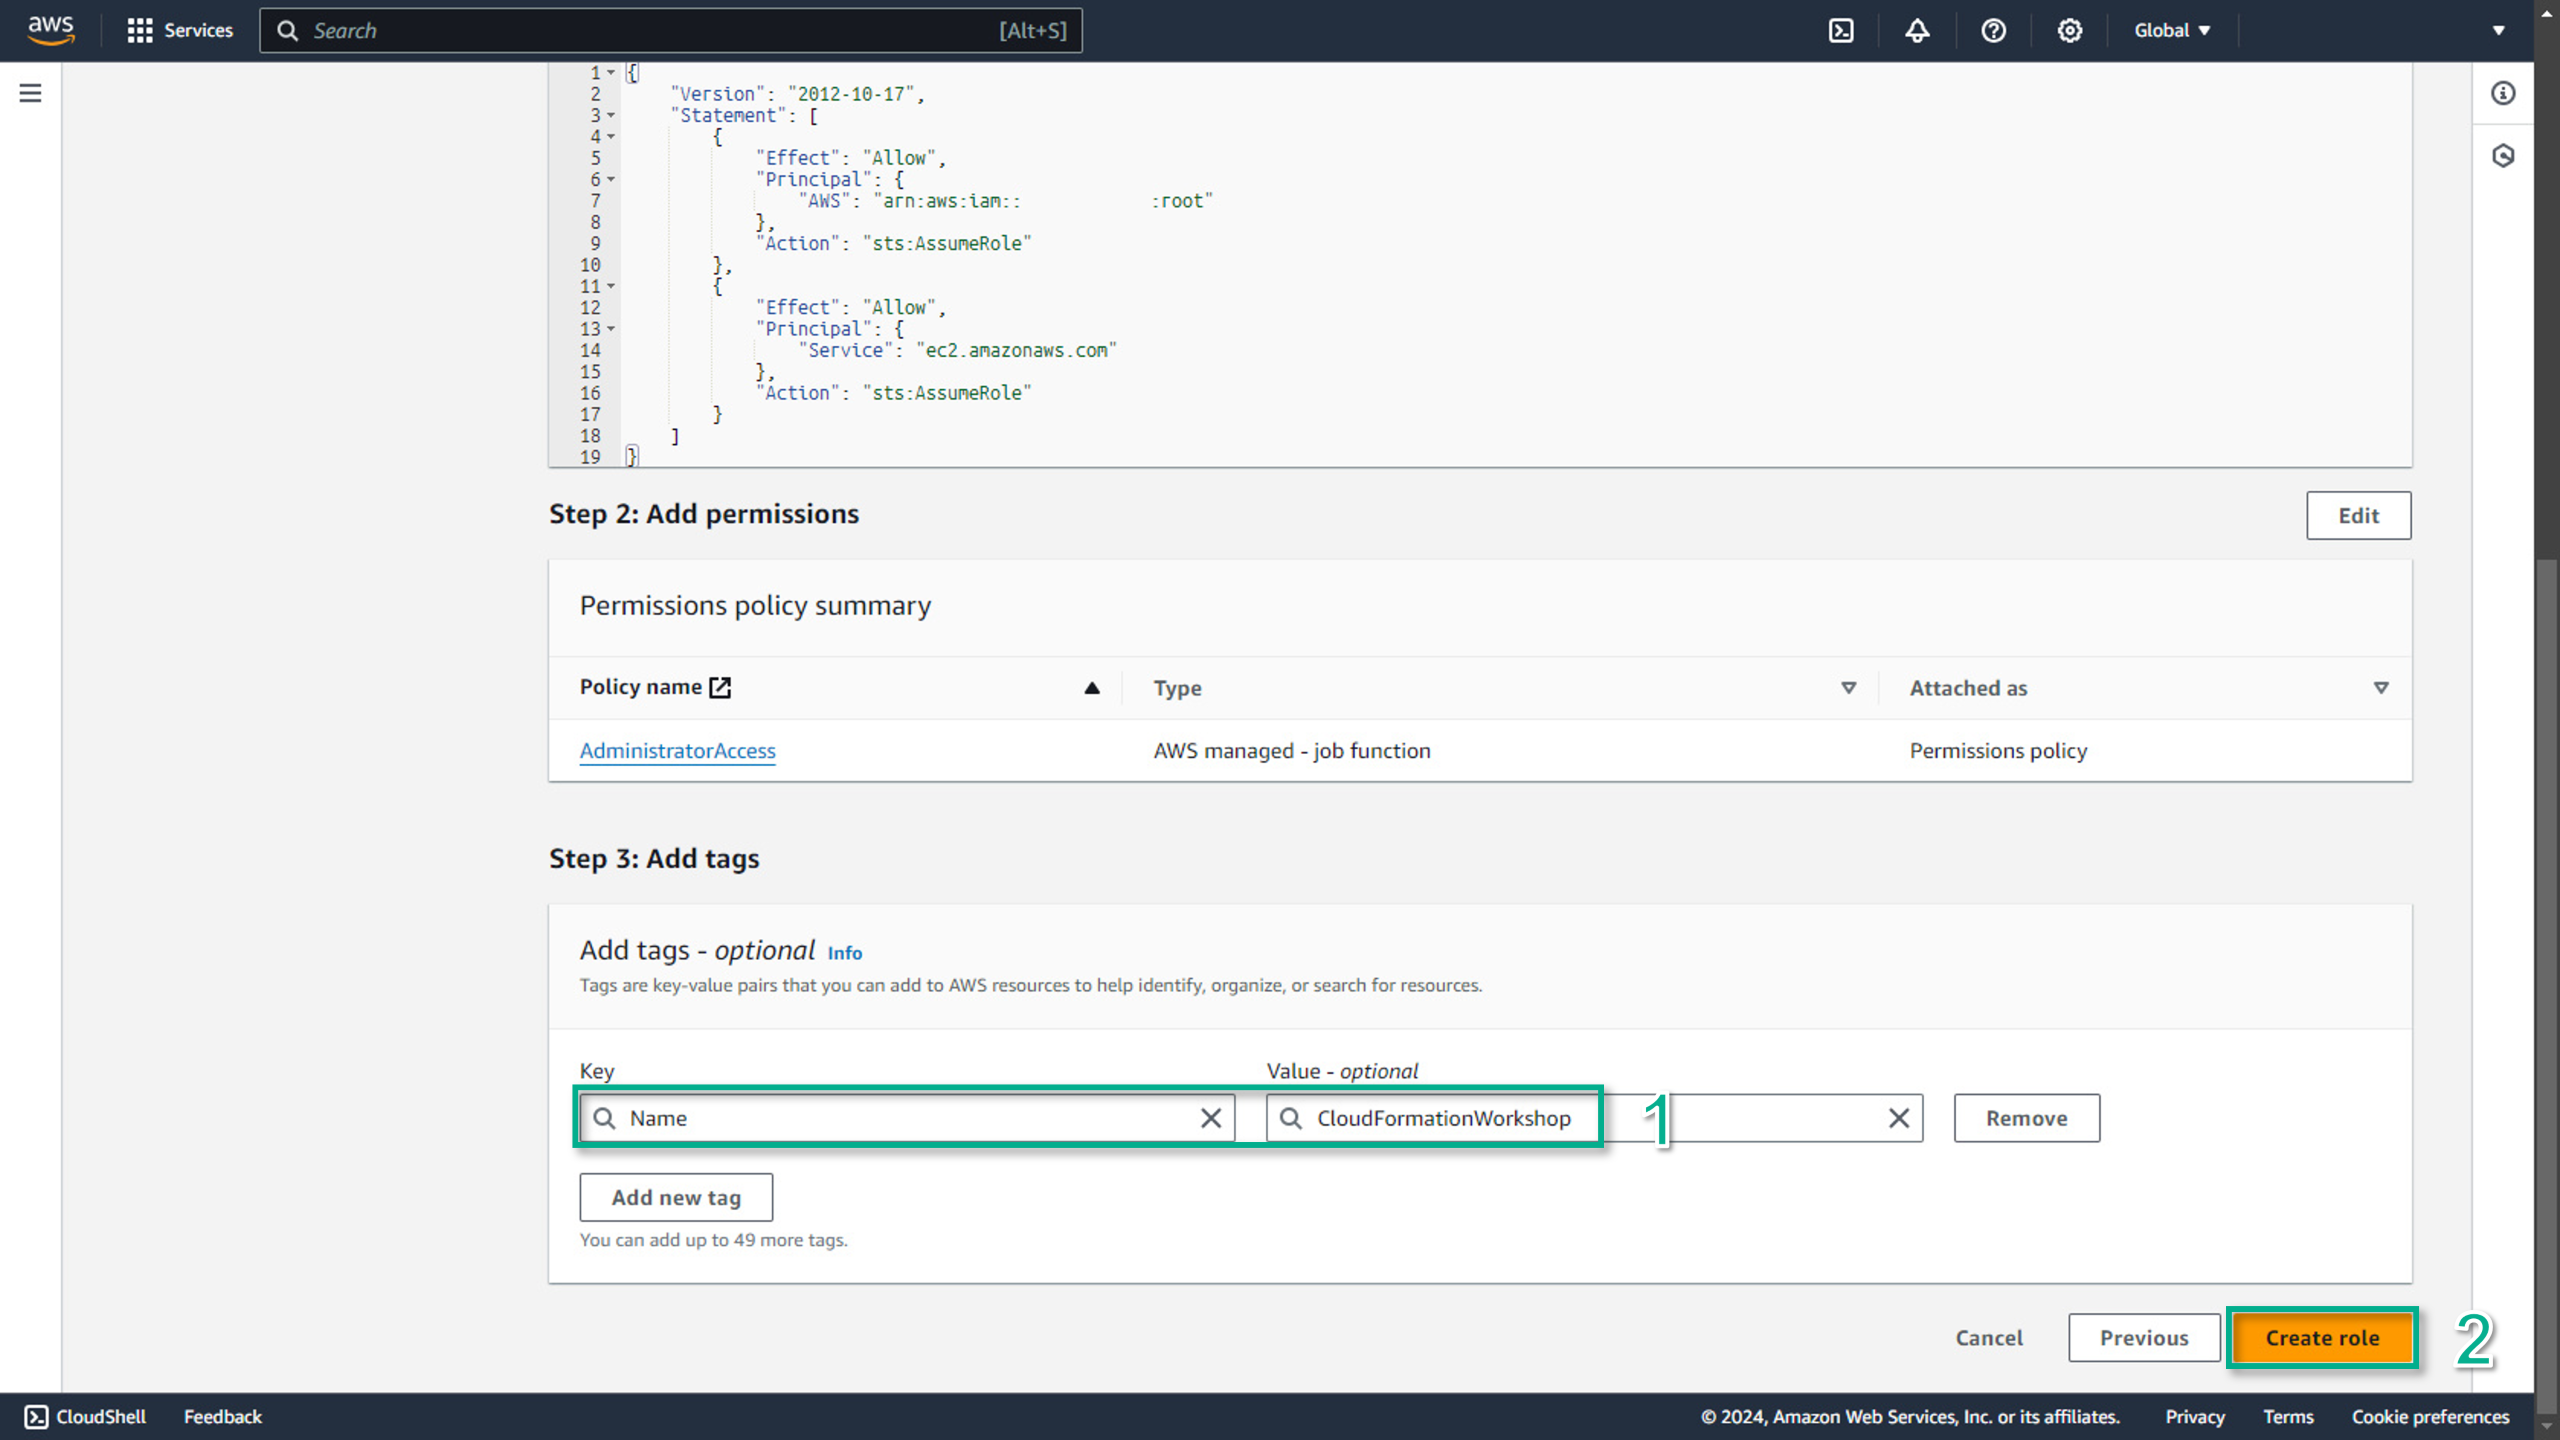 aws Services Search [Alt+S] Global
1 {
2 "Version": "2012-10-17",
3 "Statement": [
4 {
5 "Effect": "Allow",
6 "Principal": {
7 "AWS": "arn:aws:iam:: :root"
8 },
9 "Action": "sts:AssumeRole"
10 },
11 {
12 "Effect": "Allow",
13 "Principal": {
14 "Service": "ec2.amazonaws.com"
15 },
16 "Action": "sts:AssumeRole"
17 }
18 ]
19 }
Step 2: Add permissions Edit
Permissions policy summary
Policy name Type Attached as
AdministratorAccess AWS managed - job function Permissions policy
Step 3: Add tags
Add tags - optional Info
Tags are key-value pairs that you can add to AWS resources to help identify, organize, or search for resources.
Key Value - optional
Name CloudFormationWorkshop 1 Remove
Add new tag
You can add up to 49 more tags.
Cancel Previous Create role 2
CloudShell Feedback © 2024, Amazon Web Services, Inc. or its affiliates. Privacy Terms Cookie preferences